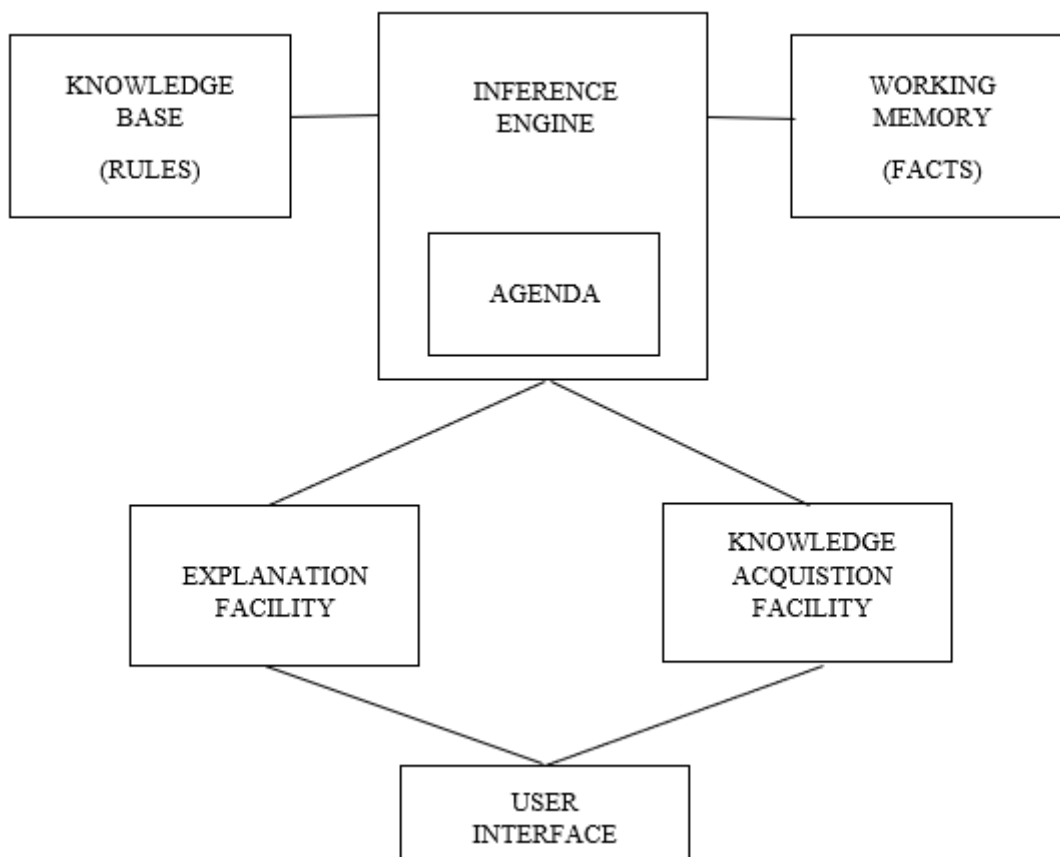 KNOWLEDGE
BASE
(RULES)
INFERENCE
ENGINE
AGENDA
WORKING
MEMORY
(FACTS)
EXPLANATION
FACILITY
KNOWLEDGE
ACQUISTION
FACILITY
USER
INTERFACE